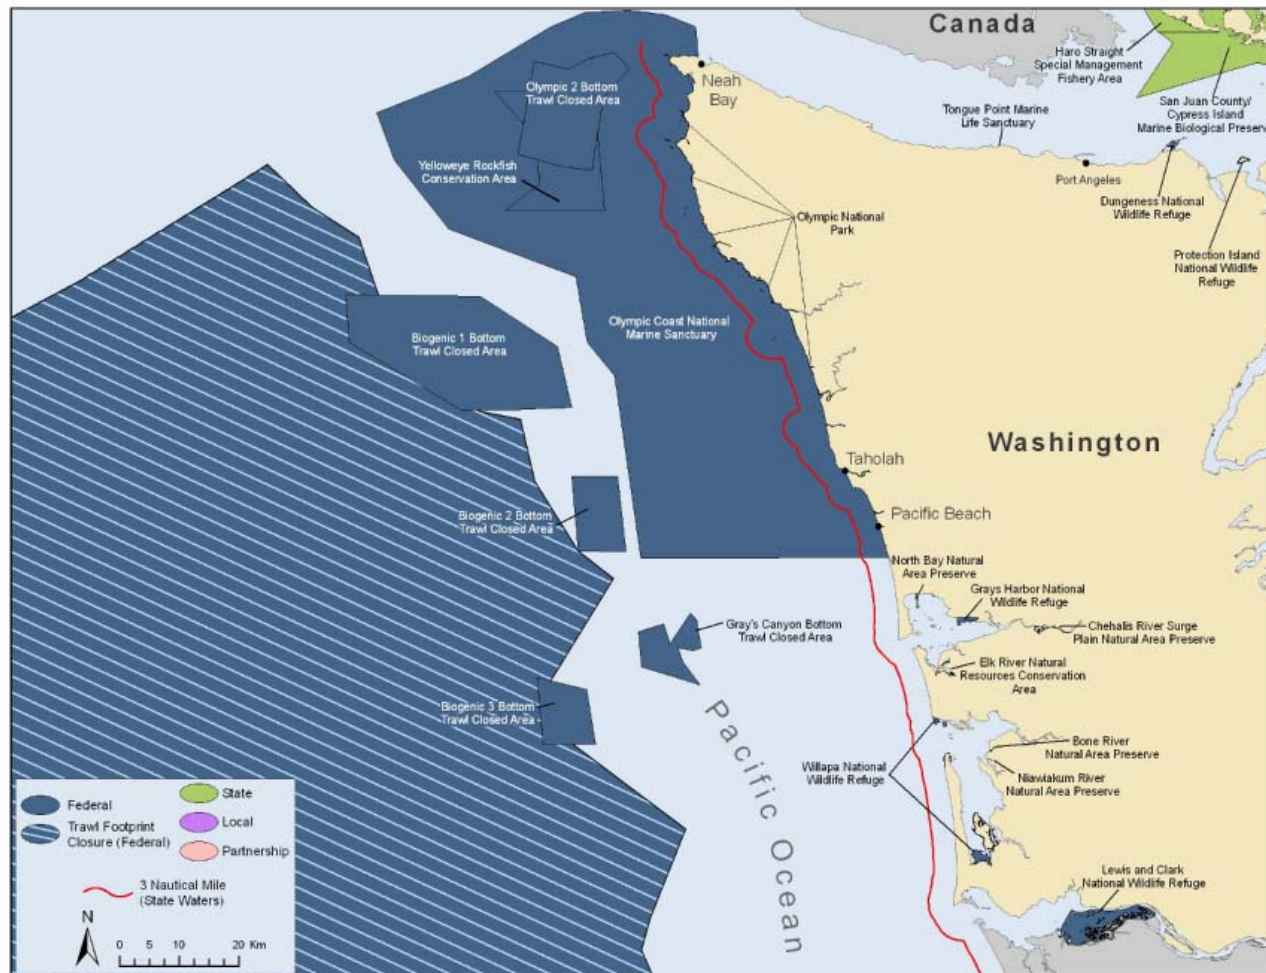 Canada
Haro Straight
Special Management
Fishery Area
San Juan County/
Cypress Island
Marine Biological Preserv
Neah
Bay
Olympic 2 Bottom
Trawl Closed Area
Tongue Point Marine
Life Sanctuary
Yelloweye Rockfish
Conservation Area
Port Angeles
Dungeness National
Wildlife Refuge
Olympic National
Park
Protection Island
National Wildlife
Refuge
Olympic Coast National
Marine Sanctuary
Biogenic 1 Bottom
Trawl Closed Area
Washington
Taholah
Biogenic 2 Bottom
Trawl Closed Area
Pacific Beach
North Bay Natural
Area Preserve
Grays Harbor National
Wildlife Refuge
Gray's Canyon Bottom
Trawl Closed Area
Chehalis River Surge
Plain Natural Area Preserve
Elk River Natural
Resources Conservation
Area
Biogenic 3 Bottom
Trawl Closed Area
Pacific Ocean
Bone River
Natural Area Preserve
Willapa National
Wildlife Refuge
Niawiakum River
Natural Area Preserve
Lewis and Clark
National Wildlife Refuge
Federal
Trawl Footprint
Closure (Federal)
State
Local
Partnership
3 Nautical Mile
(State Waters)
N
0 5 10 20 Km